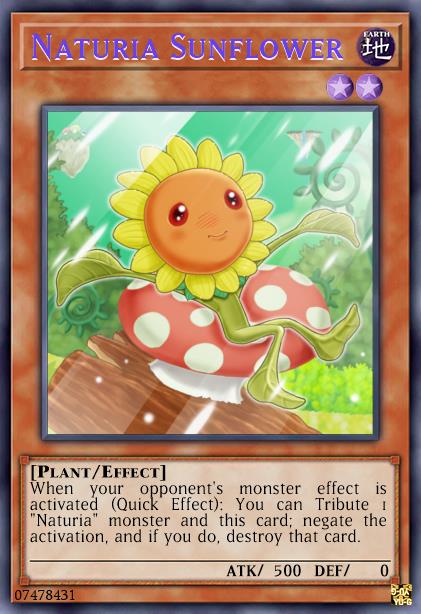 Naturia Sunflower
EARTH
地
[Plant/Effect]
When your opponent's monster effect is
activated (Quick Effect): You can Tribute 1
"Naturia" monster and this card; negate the
activation, and if you do, destroy that card.
ATK/ 500 DEF/ 0
07478431